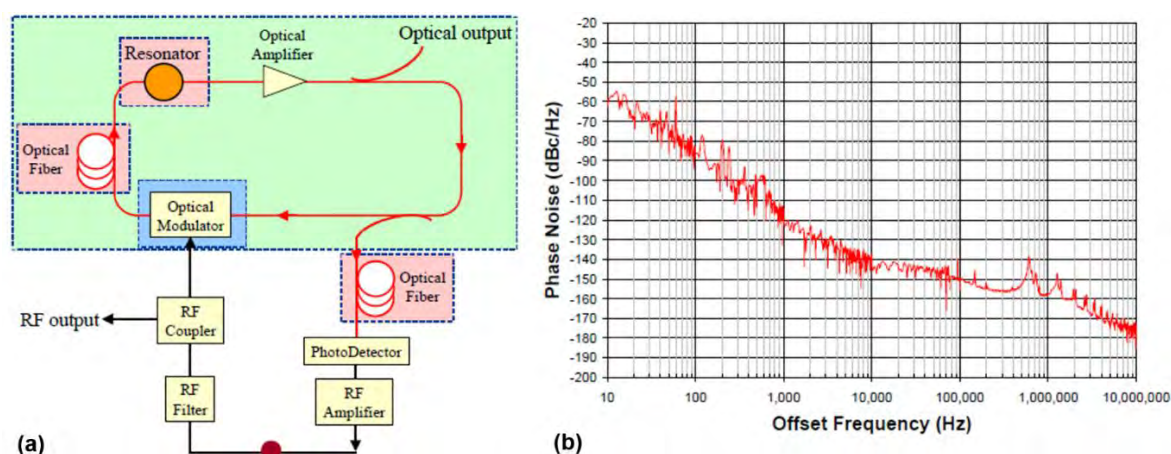 Optical
Amplifier
Optical output
Resonator
Optical
Fiber
Optical
Modulator
Optical
Fiber
RF output
RF
Coupler
PhotoDetector
RF
Filter
RF
Amplifier
(a)
Phase Noise (dBc/Hz)
-20
-30
-40
-50
-60
-70
-80
-90
-100
-110
-120
-130
-140
-150
-160
-170
-180
-190
-200
10
100
1,000
10,000
100,000
1,000,000
10,000,000
Offset Frequency (Hz)
(b)